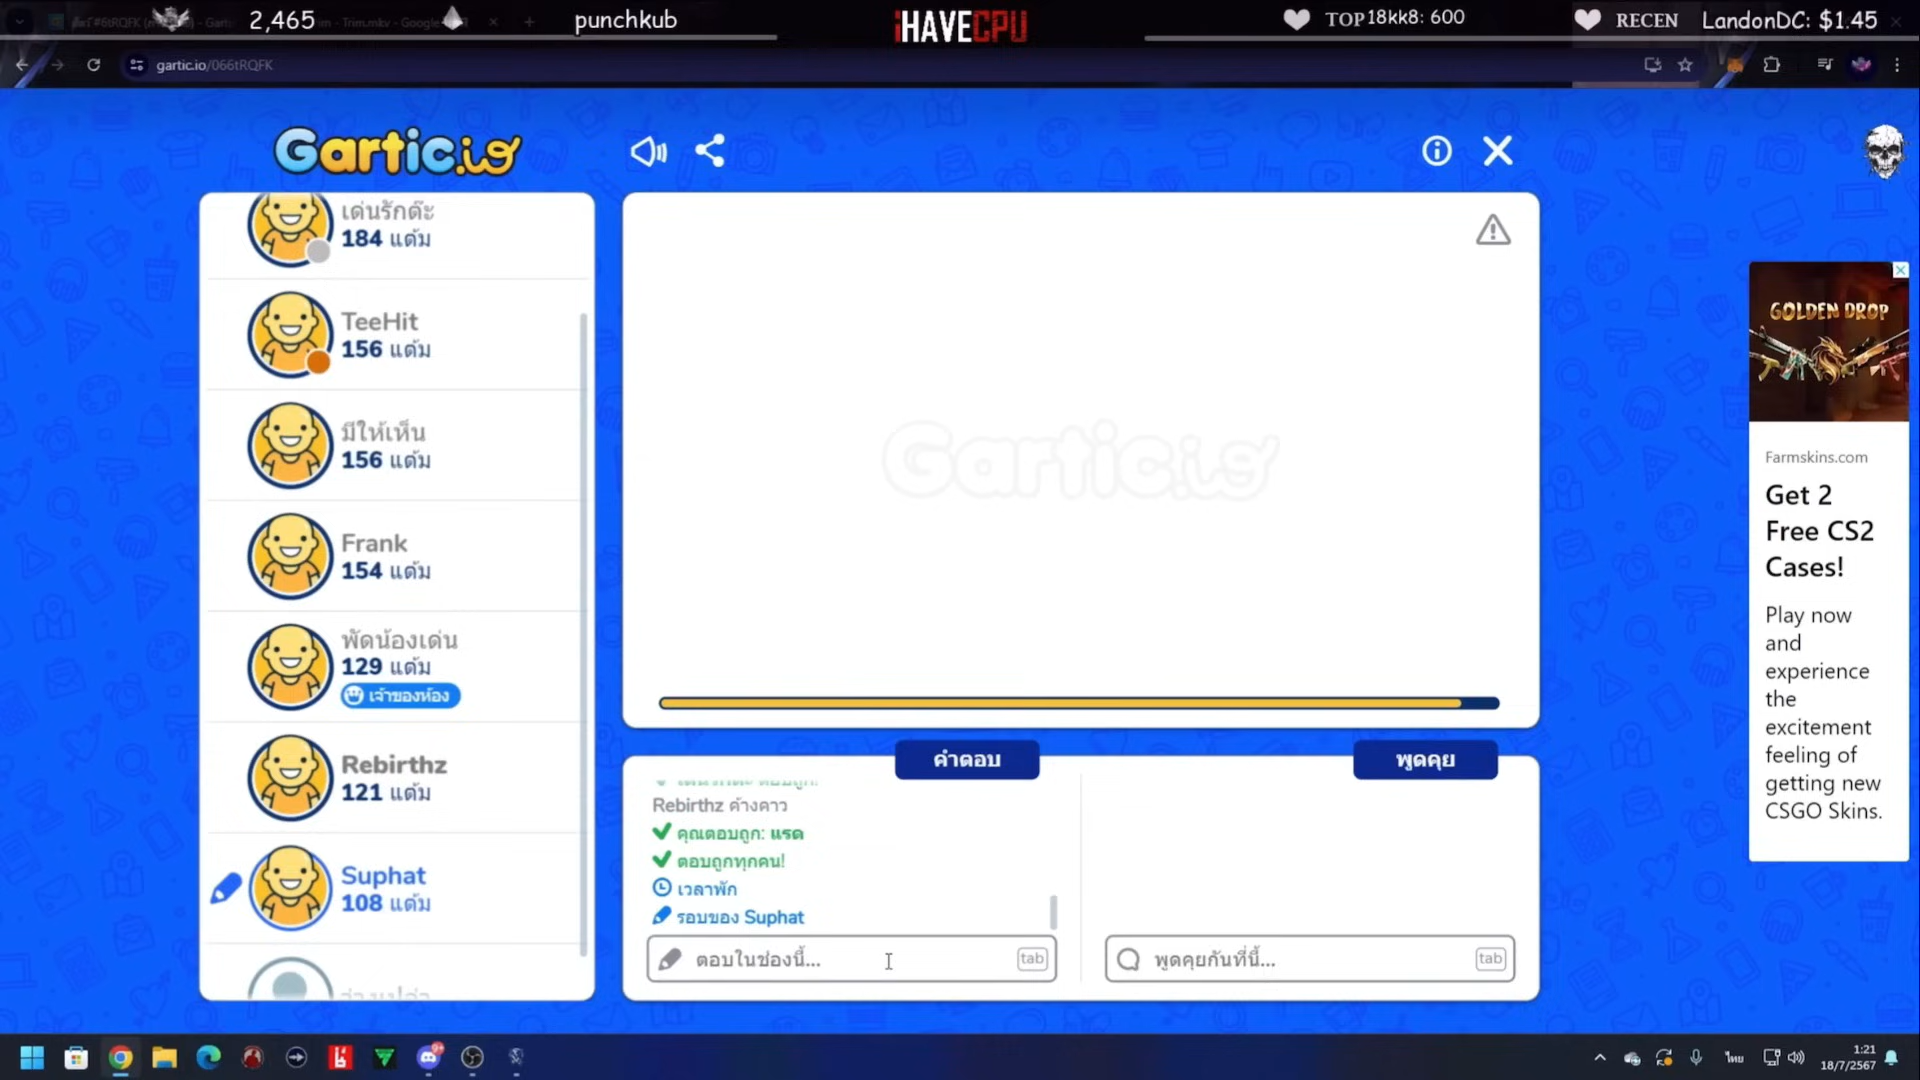 2,465
punchkub
iHAVECPU
TOP 18kk8: 600
RECEN
LandonDC: $1.45
gartic.io/066tRQFK
Gartic.io
เด่นรักต๊ะ
184 แต้ม
TeeHit
156 แต้ม
มีให้เห็น
156 แต้ม
Frank
154 แต้ม
พัดน้องเด่น
129 แต้ม
เจ้าของห้อง
Rebirthz
121 แต้ม
Suphat
108 แต้ม
Gartic.io
คำตอบ
Rebirthz ค้างคาว
คุณตอบถูก: แรด
ตอบถูกทุกคน!
เวลาพัก
รอบของ Suphat
ตอบในช่องนี้...
tab
พูดคุย
พูดคุยกันที่นี้...
tab
GOLDEN DROP
Farmskins.com
Get 2
Free CS2
Cases!
Play now
and
experience
the
excitement
feeling of
getting new
CSGO Skins.
ไทย
1:21
18/7/2567